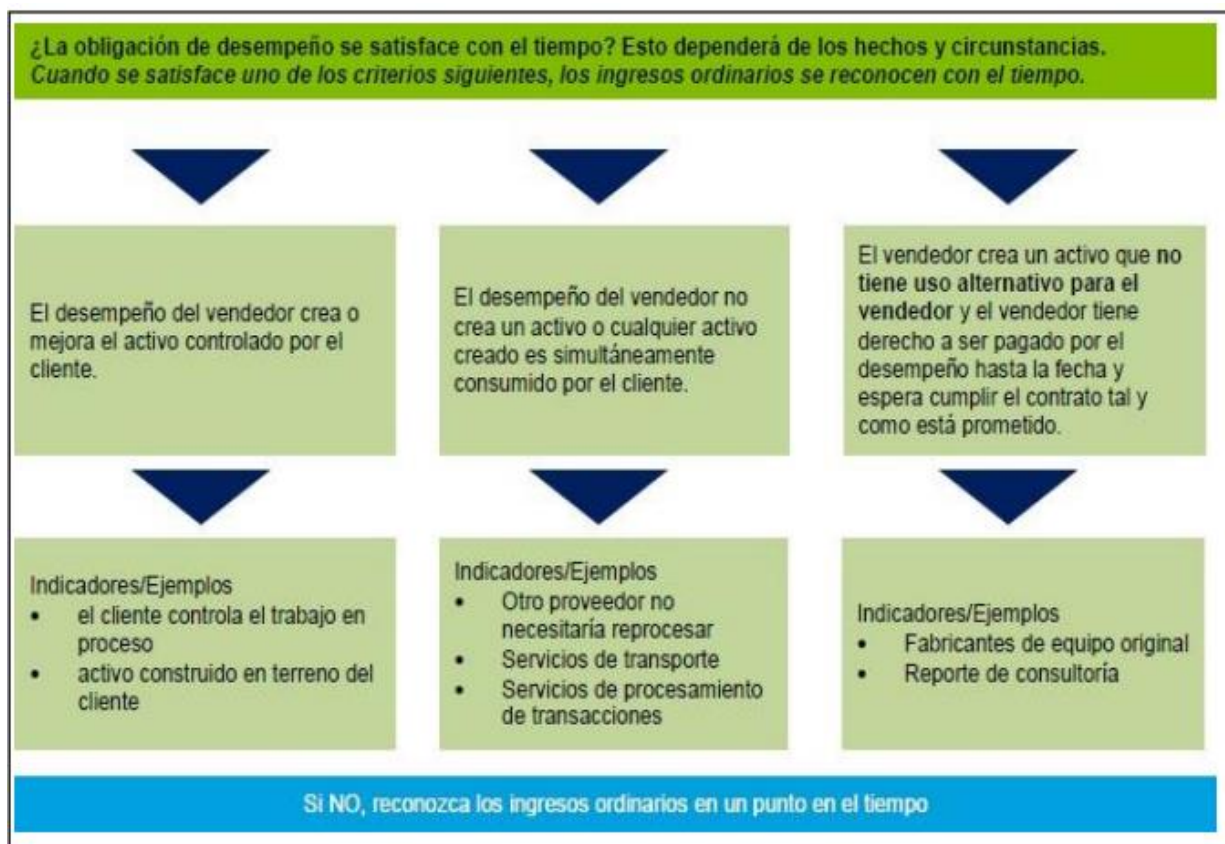 ¿La obligación de desempeño se satisface con el tiempo? Esto dependerá de los hechos y circunstancias.
Cuando se satisface uno de los criterios siguientes, los ingresos ordinarios se reconocen con el tiempo.
El desempeño del vendedor crea o
mejora el activo controlado por el
cliente.
El desempeño del vendedor no
crea un activo o cualquier activo
creado es simultáneamente
consumido por el cliente.
El vendedor crea un activo que no
tiene uso alternativo para el
vendedor y el vendedor tiene
derecho a ser pagado por el
desempeño hasta la fecha y
espera cumplir el contrato tal y
como está prometido.
Indicadores/Ejemplos
• el cliente controla el trabajo en
proceso
• activo construido en terreno del
cliente
Indicadores/Ejemplos
• Otro proveedor no
necesitaría reprocesar
• Servicios de transporte
• Servicios de procesamiento
de transacciones
Indicadores/Ejemplos
• Fabricantes de equipo original
• Reporte de consultoría
Si NO, reconozca los ingresos ordinarios en un punto en el tiempo